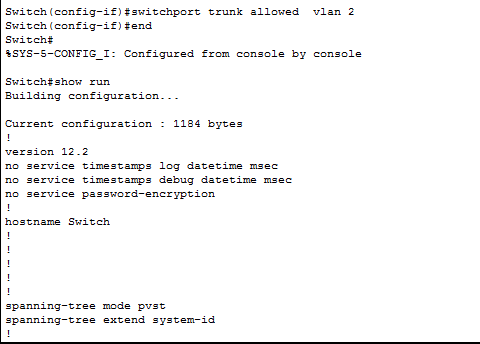 Switch(config-if)#switchport trunk allowed  vlan 2
Switch(config-if)#end
Switch#
%SYS-5-CONFIG_I: Configured from console by console
Switch#show run
Building configuration...
Current configuration : 1184 bytes
!
version 12.2
no service timestamps log datetime msec
no service timestamps debug datetime msec
no service password-encryption
!
hostname Switch
!
!
!
!
!
spanning-tree mode pvst
spanning-tree extend system-id
!